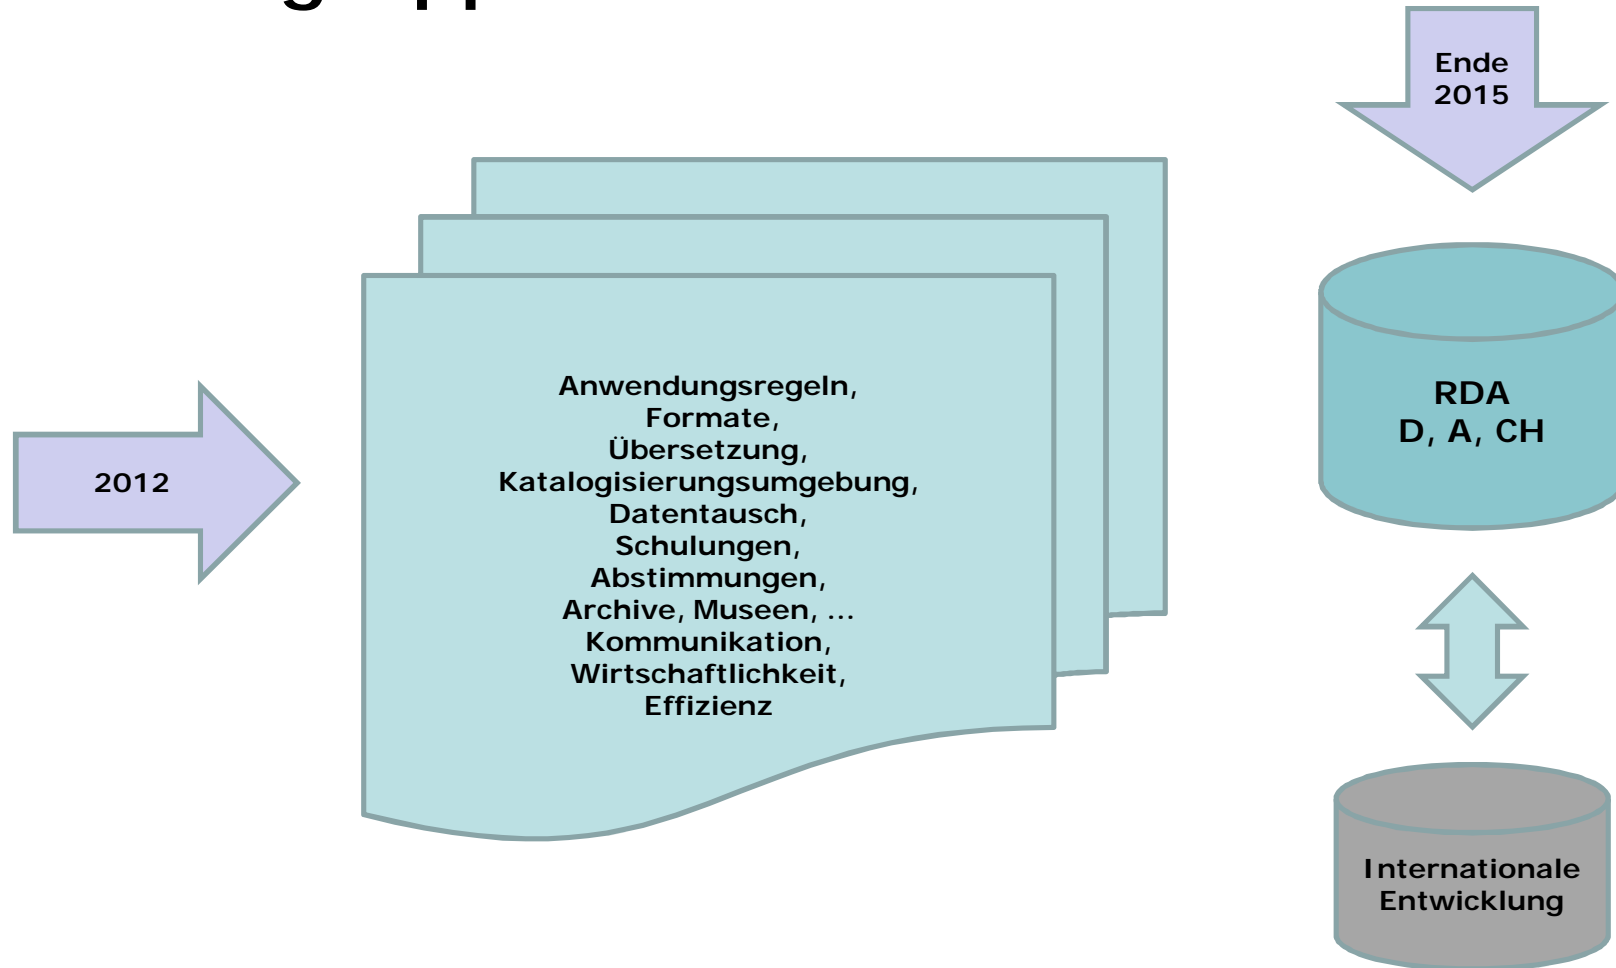 2012
Anwendungsregeln,
Formate,
Übersetzung,
Katalogisierungsumgebung,
Datentausch,
Schulungen,
Abstimmungen,
Archive, Museen, ...
Kommunikation,
Wirtschaftlichkeit,
Effizienz
Ende
2015
RDA
D, A, CH
Internationale
Entwicklung